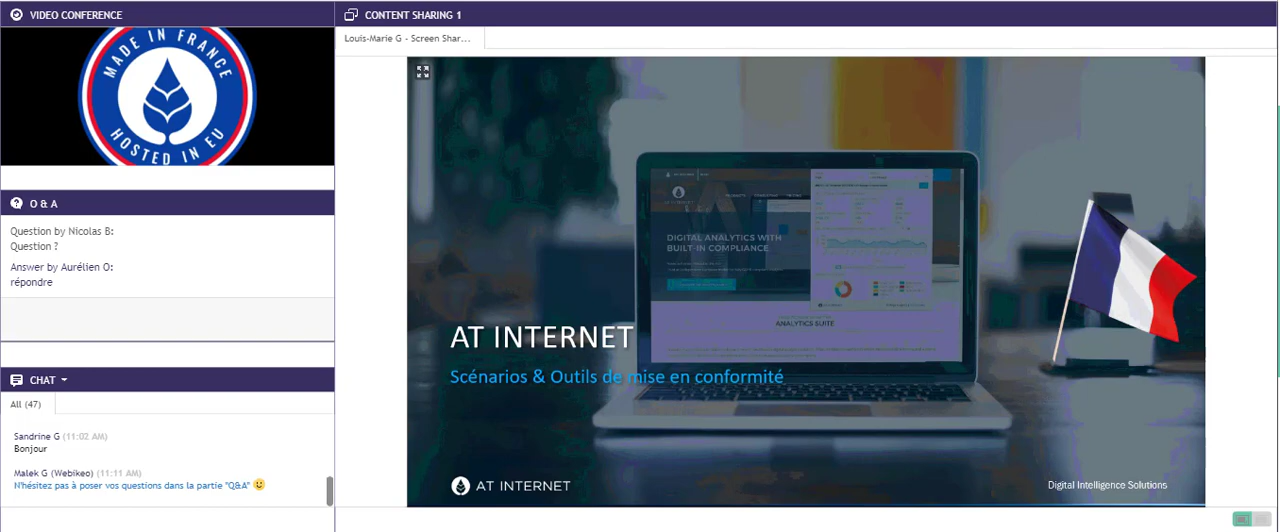 VIDEO CONFERENCE
MADE IN FRANCE
HOSTED IN EU
Q & A
Question by Nicolas B:
Question ?
Answer by Aurélien O:
répondre
CHAT
All (47)
Sandrine G (11:02 AM)
Bonjour
Malek G (Webikeo) (11:11 AM)
N'hésitez pas à poser vos questions dans la partie "Q&A"
CONTENT SHARING 1
Louis-Marie G - Screen Shar...
DIGITAL ANALYTICS WITH
BUILT-IN COMPLIANCE
ANALYTICS SUITE
AT INTERNET
Scénarios & Outils de mise en conformité
AT INTERNET
Digital Intelligence Solutions